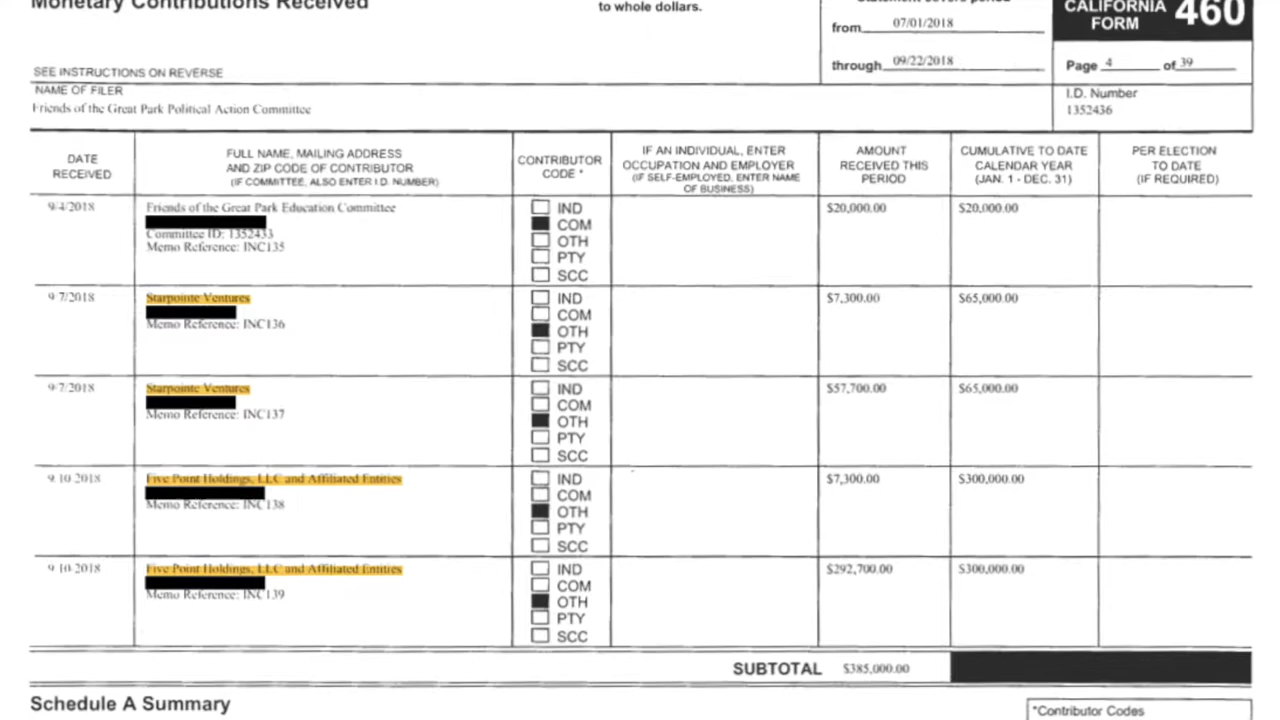 Monetary Contributions Received
to whole dollars.
from 07/01/2018
through 09/22/2018
CALIFORNIA
FORM
460
Page 4 of 39
SEE INSTRUCTIONS ON REVERSE
NAME OF FILER
Friends of the Great Park Political Action Committee
I.D. Number
1352436
DATE
RECEIVED
FULL NAME, MAILING ADDRESS
AND ZIP CODE OF CONTRIBUTOR
(IF COMMITTEE, ALSO ENTER I.D. NUMBER)
CONTRIBUTOR
CODE *
IF AN INDIVIDUAL, ENTER
OCCUPATION AND EMPLOYER
(IF SELF-EMPLOYED, ENTER NAME
OF BUSINESS)
AMOUNT
RECEIVED THIS
PERIOD
CUMULATIVE TO DATE
CALENDAR YEAR
(JAN. 1 - DEC. 31)
PER ELECTION
TO DATE
(IF REQUIRED)
9/4/2018
Friends of the Great Park Education Committee
Committee ID: 1352433
Memo Reference: INC135
IND
COM
OTH
PTY
SCC
$20,000.00
$20,000.00
9/7/2018
Starpointe Ventures
Memo Reference: INC136
IND
COM
OTH
PTY
SCC
$7,300.00
$65,000.00
9/7/2018
Starpointe Ventures
Memo Reference: INC137
IND
COM
OTH
PTY
SCC
$57,700.00
$65,000.00
9/10/2018
Five Point Holdings, LLC and Affiliated Entities
Memo Reference: INC138
IND
COM
OTH
PTY
SCC
$7,300.00
$300,000.00
9/10/2018
Five Point Holdings, LLC and Affiliated Entities
Memo Reference: INC139
IND
COM
OTH
PTY
SCC
$292,700.00
$300,000.00
SUBTOTAL $385,000.00
Schedule A Summary
*Contributor Codes